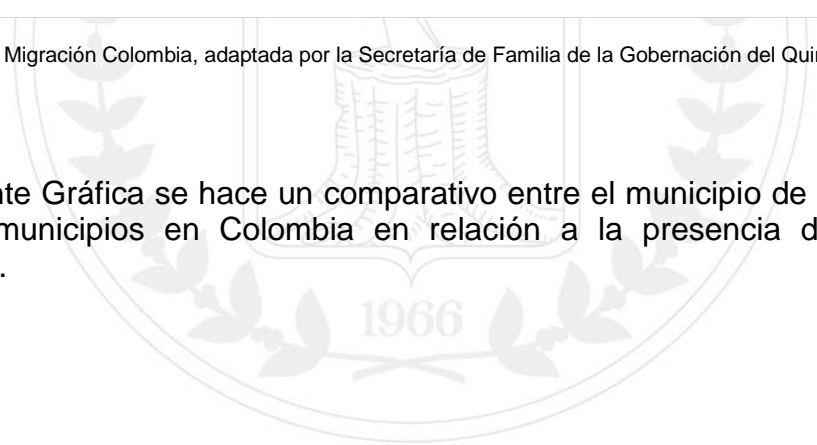 Migración Colombia, adaptada por la Secretaría de Familia de la Gobernación del
nte Gráfica se hace un comparativo entre el municipio de
municipios en Colombia en relación a la presencia d
.
1966